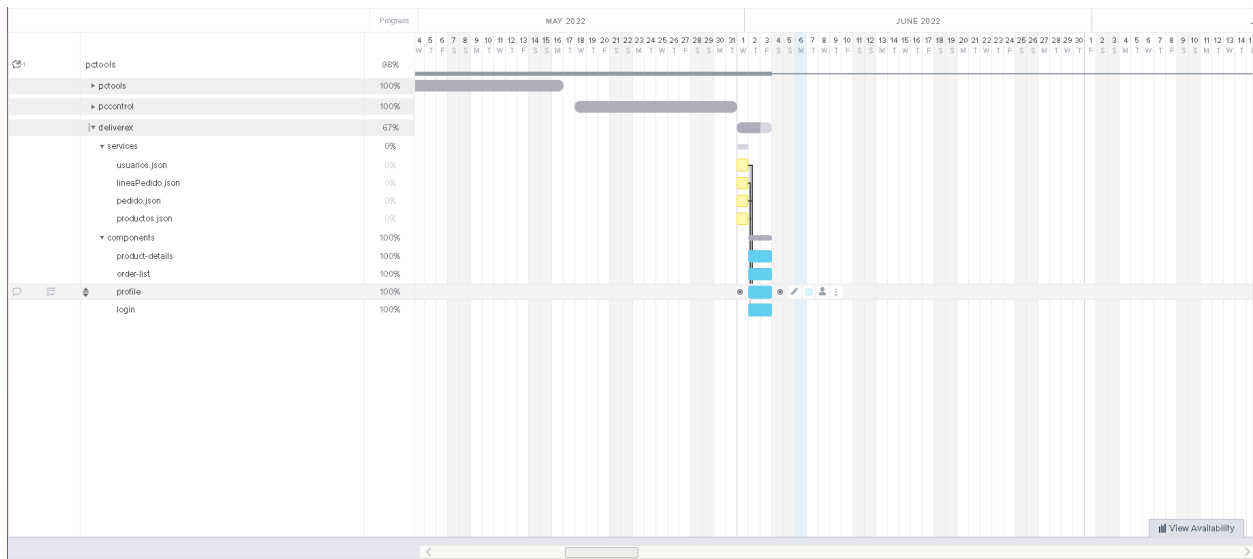 Progress MAY 2022 JUNE 2022
4 5 6 7 8 9 10 11 12 13 14 15 16 17 18 19 20 21 22 23 24 25 26 27 28 29 30 31 1 2 3 4 5 6 7 8 9 10 11 12 13 14 15 16 17 18 19 20 21 22 23 24 25 26 27 28 29 30 1 2 3 4 5 6 7 8 9 10 11 12 13 14
W T F S S M T W T F S S M T W T F S S M T W T F S S M T W T F S S M T W T F S S M T W T F S S M T W T F S S M T W T F S S M T W T F S S M T W T
1 pctools 98%
pctools 100%
pccontrol 100%
deliverex 67%
services 0%
usuarios.json 0%
lineaPedido.json 0%
pedido.json 0%
productos.json 0%
components 100%
product-details 100%
order-list 100%
profile 100%
login 100%
View Availability